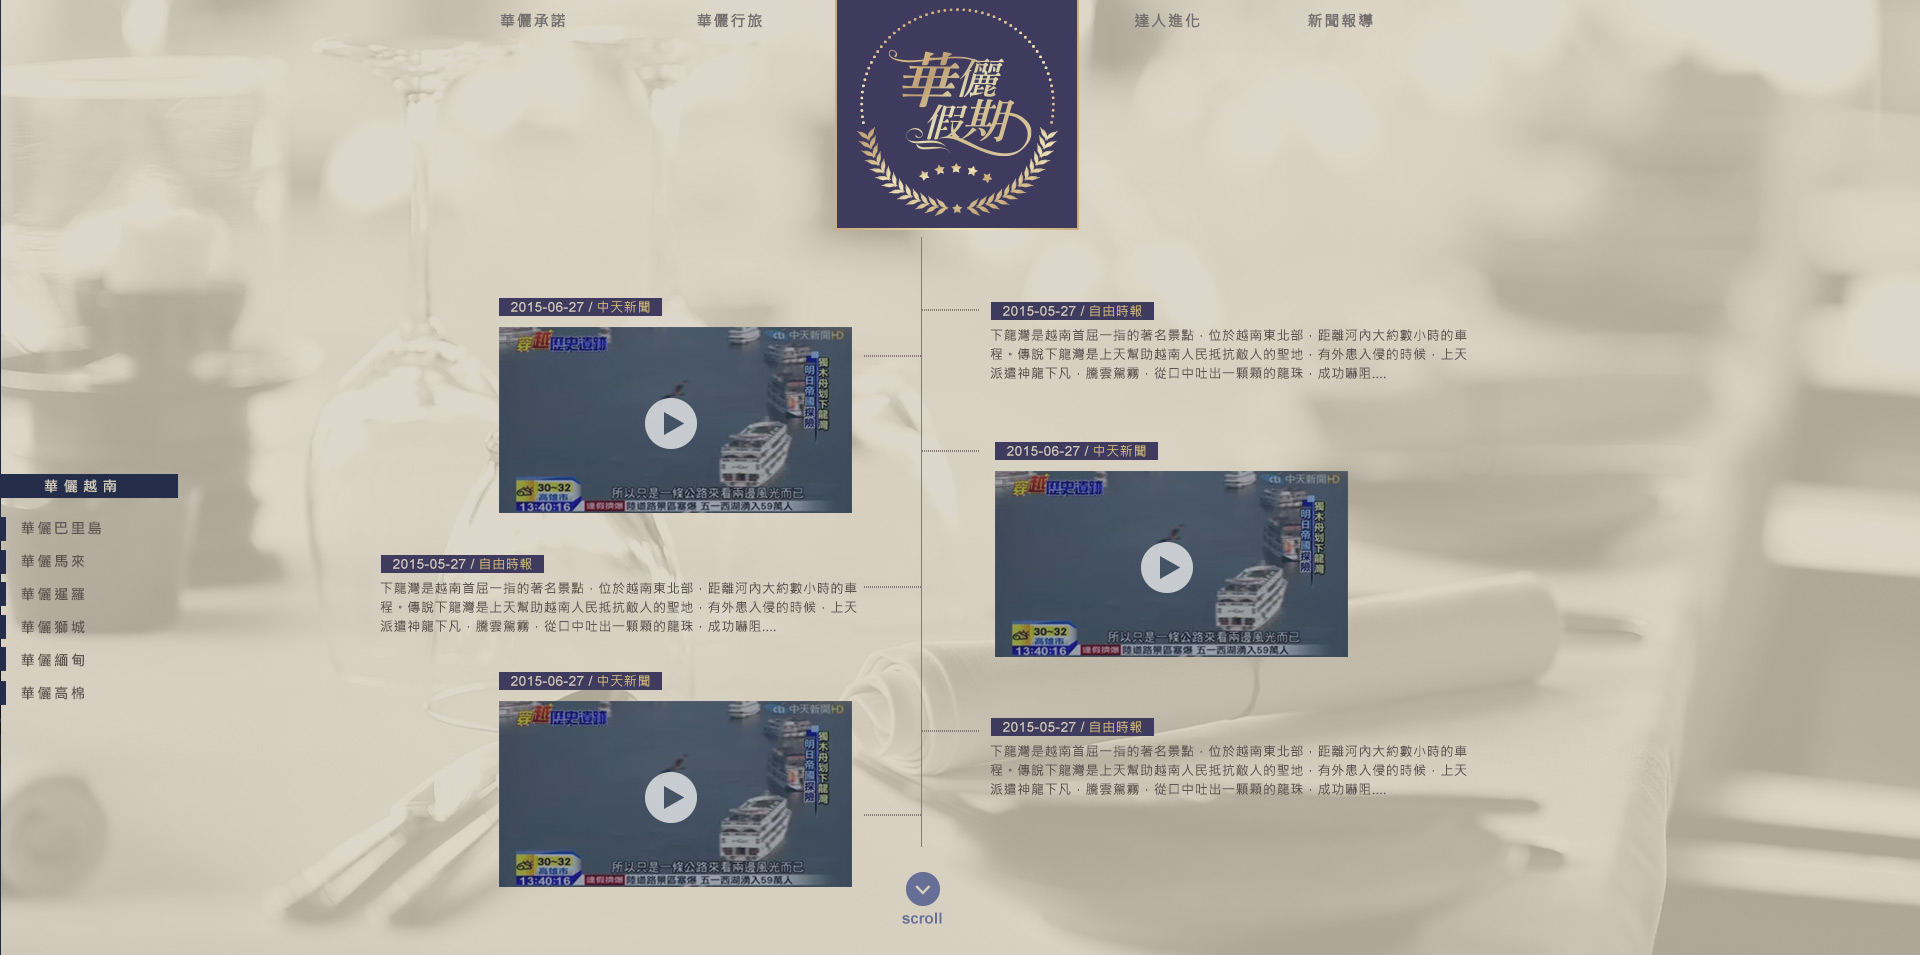 華儷承諾
華儷行旅
達人進化
新聞報導
華儷
假期
2015-06-27 / 中天新聞
穿越歷史遺跡
中天新聞HD
獨木舟划下龍灣
明日帝國探險
30~32
高雄市
13:40:16
所以只是一條公路來看兩邊風光而已
連假擠爆 陸道路景區塞爆 五一西湖湧入59萬人
2015-05-27 / 自由時報
下龍灣是越南首屈一指的著名景點，位於越南東北部，距離河內大約數小時的車
程。傳說下龍灣是上天幫助越南人民抵抗敵人的聖地，有外患入侵的時候，上天
派遣神龍下凡，騰雲駕霧，從口中吐出一顆顆的龍珠，成功嚇阻....
2015-06-27 / 中天新聞
穿越歷史遺跡
中天新聞HD
獨木舟划下龍灣
明日帝國探險
30~32
高雄市
13:40:16
所以只是一條公路來看兩邊風光而已
連假擠爆 陸道路景區塞爆 五一西湖湧入59萬人
華儷越南
華儷巴里島
華儷馬來
華儷暹羅
華儷獅城
華儷緬甸
華儷高棉
2015-05-27 / 自由時報
下龍灣是越南首屈一指的著名景點，位於越南東北部，距離河內大約數小時的車
程。傳說下龍灣是上天幫助越南人民抵抗敵人的聖地，有外患入侵的時候，上天
派遣神龍下凡，騰雲駕霧，從口中吐出一顆顆的龍珠，成功嚇阻....
2015-06-27 / 中天新聞
穿越歷史遺跡
中天新聞HD
獨木舟划下龍灣
明日帝國探險
30~32
高雄市
13:40:16
所以只是一條公路來看兩邊風光而已
連假擠爆 陸道路景區塞爆 五一西湖湧入59萬人
2015-05-27 / 自由時報
下龍灣是越南首屈一指的著名景點，位於越南東北部，距離河內大約數小時的車
程。傳說下龍灣是上天幫助越南人民抵抗敵人的聖地，有外患入侵的時候，上天
派遣神龍下凡，騰雲駕霧，從口中吐出一顆顆的龍珠，成功嚇阻....
scroll